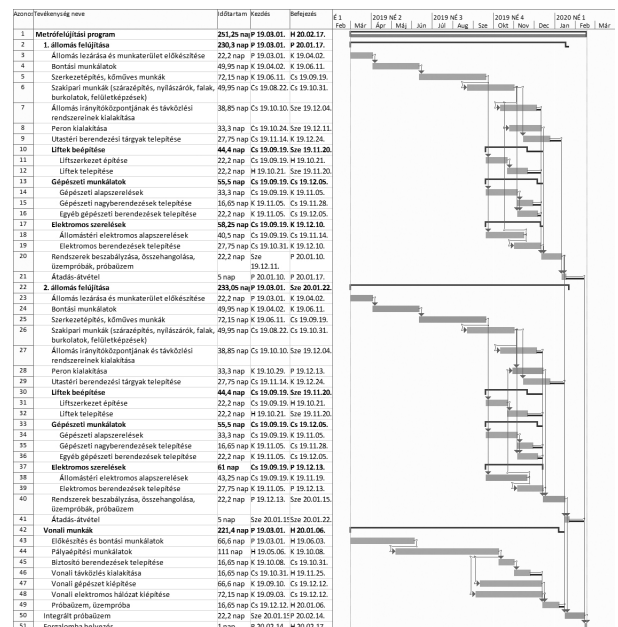 Azonosító Tevékenység neve Időtartam Kezdés Befejezés É 1 2019 NÉ 2 2019 NÉ 3 2019 NÉ 4 2020 NÉ 1
Feb Már Ápr Máj Jún Júl Aug Sze Okt Nov Dec Jan Feb Már
1 Metrófelújítási program 251,25 nap P 19.03.01. H 20.02.17.
2 1. állomás felújítása 230,3 nap P 19.03.01. P 20.01.17.
3 Állomás lezárása és munkaterület előkészítése 22,2 nap P 19.03.01. K 19.04.02.
4 Bontási munkálatok 49,95 nap K 19.04.02. K 19.06.11.
5 Szerkezetépítés, kőműves munkák 72,15 nap K 19.06.11. Cs 19.09.19.
6 Szakipari munkák (szárazépítés, nyílászárók, falak, 49,95 nap Cs 19.08.22. Cs 19.10.31.
burkolatok, felületképzések)
7 Állomás irányítóközpontjának és távközlési 38,85 nap Cs 19.10.10. Sze 19.12.04.
rendszereinek kialakítása
8 Peron kialakítása 33,3 nap Cs 19.10.24. Sze 19.12.11.
9 Utastéri berendezési tárgyak telepítése 27,75 nap Cs 19.11.14. K 19.12.24.
10 Liftek beépítése 44,4 nap Cs 19.09.19. Sze 19.11.20.
11 Liftszerkezet építése 22,2 nap Cs 19.09.19. H 19.10.21.
12 Liftek telepítése 22,2 nap H 19.10.21. Sze 19.11.20.
13 Gépészeti munkálatok 55,5 nap Cs 19.09.19. Cs 19.12.05.
14 Gépészeti alapszerelések 33,3 nap Cs 19.09.19. K 19.11.05.
15 Gépészeti nagyberendezések telepítése 16,65 nap K 19.11.05. Cs 19.11.28.
16 Egyéb gépészeti berendezések telepítése 22,2 nap K 19.11.05. Cs 19.12.05.
17 Elektromos szerelések 58,25 nap Cs 19.09.19. K 19.12.10.
18 Állomástéri elektromos alapszerelések 40,5 nap Cs 19.09.19. Cs 19.11.14.
19 Elektromos berendezések telepítése 27,75 nap Cs 19.10.31. K 19.12.10.
20 Rendszerek beszabályzása, összehangolása, 22,2 nap Sze P 20.01.10.
üzempróbák, próbaüzem 19.12.11.
21 Átadás-átvétel 5 nap P 20.01.10. P 20.01.17.
22 2. állomás felújítása 233,05 nap P 19.03.01. Sze 20.01.22.
23 Állomás lezárása és munkaterület előkészítése 22,2 nap P 19.03.01. K 19.04.02.
24 Bontási munkálatok 49,95 nap K 19.04.02. K 19.06.11.
25 Szerkezetépítés, kőműves munkák 72,15 nap K 19.06.11. Cs 19.09.19.
26 Szakipari munkák (szárazépítés, nyílászárók, falak, 49,95 nap Cs 19.08.22. Cs 19.10.31.
burkolatok, felületképzések)
27 Állomás irányítóközpontjának és távközlési 38,85 nap Cs 19.10.10. Sze 19.12.04.
rendszereinek kialakítása
28 Peron kialakítása 33,3 nap K 19.10.29. P 19.12.13.
29 Utastéri berendezési tárgyak telepítése 27,75 nap Cs 19.11.14. K 19.12.24.
30 Liftek beépítése 44,4 nap Cs 19.09.19. Sze 19.11.20.
31 Liftszerkezet építése 22,2 nap Cs 19.09.19. H 19.10.21.
32 Liftek telepítése 22,2 nap H 19.10.21. Sze 19.11.20.
33 Gépészeti munkálatok 55,5 nap Cs 19.09.19. Cs 19.12.05.
34 Gépészeti alapszerelések 33,3 nap Cs 19.09.19. K 19.11.05.
35 Gépészeti nagyberendezések telepítése 16,65 nap K 19.11.05. Cs 19.11.28.
36 Egyéb gépészeti berendezések telepítése 22,2 nap K 19.11.05. Cs 19.12.05.
37 Elektromos szerelések 61 nap Cs 19.09.19. P 19.12.13.
38 Állomástéri elektromos alapszerelések 43,25 nap Cs 19.09.19. K 19.11.19.
39 Elektromos berendezések telepítése 27,75 nap K 19.11.05. P 19.12.13.
40 Rendszerek beszabályzása, összehangolása, 22,2 nap P 19.12.13. Sze 20.01.15.
üzempróbák, próbaüzem
41 Átadás-átvétel 5 nap Sze 20.01.15 Sze 20.01.22.
42 Vonali munkák 221,4 nap P 19.03.01. H 20.01.06.
43 Előkészítés és bontási munkálatok 66,6 nap P 19.03.01. H 19.06.03.
44 Pályaépítési munkálatok 111 nap H 19.05.06. K 19.10.08.
45 Biztosító berendezések telepítése 16,65 nap K 19.10.08. Cs 19.10.31.
46 Vonali távközlés kialakítása 16,65 nap Cs 19.10.31. H 19.11.25.
47 Vonali gépészet kiépítése 66,6 nap K 19.09.10. Cs 19.12.12.
48 Vonali elektromos hálózat kiépítése 72,15 nap K 19.09.03. Cs 19.12.12.
49 Próbaüzem, üzempróba 16,65 nap Cs 19.12.12. H 20.01.06.
50 Integrált próbaüzem 22,2 nap Sze 20.01.15 P 20.02.14.
51 Forgalomba helyezés 1 nap P 20.02.14. H 20.02.17.